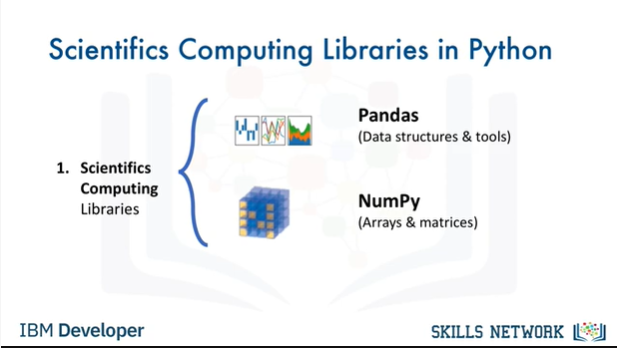 Scientifics Computing Libraries in Python
1. Scientifics
Computing
Libraries
Pandas
(Data structures & tools)
NumPy
(Arrays & matrices)
IBM Developer
SKILLS NETWORK